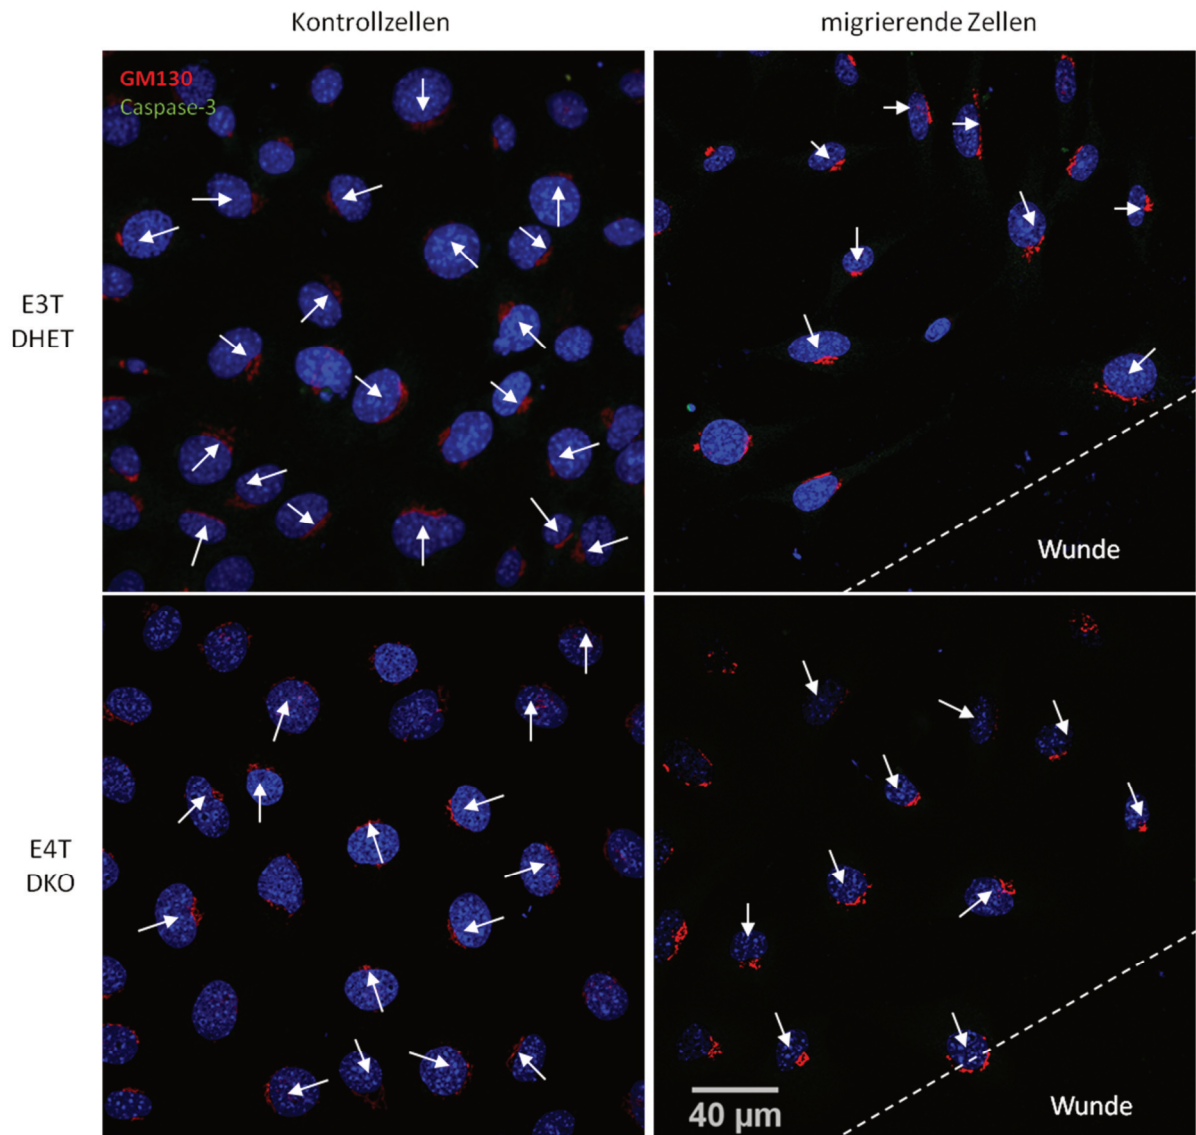 Kontrollzellen
migrierende Zellen
GM130
Caspase-3
E3T
DHET
Wunde
E4T
DKO
40 µm
Wunde